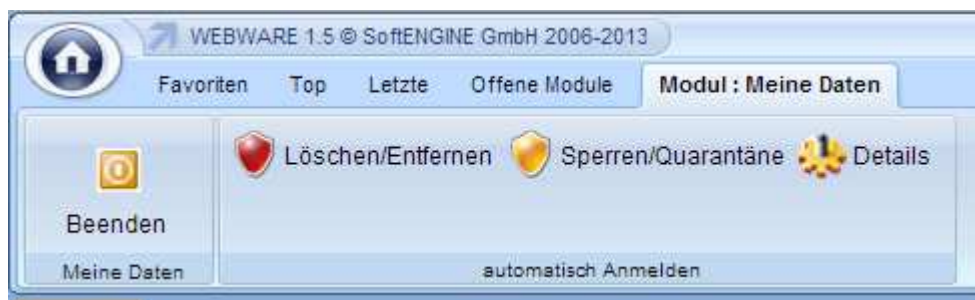 WEBWARE 1.5 © SoftENGINE GmbH 2006-2013
Favoriten Top Letzte Offene Module Modul : Meine Daten
Löschen/Entfernen Sperren/Quarantäne 1 Details
Beenden
Meine Daten automatisch Anmelden